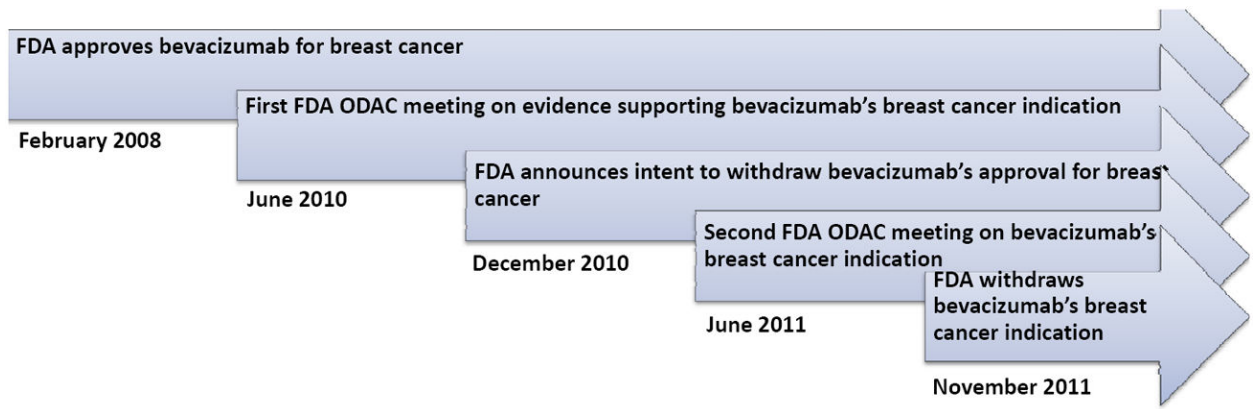 FDA approves bevacizumab for breast cancer
February 2008
First FDA ODAC meeting on evidence supporting bevacizumab’s breast cancer indication
June 2010
FDA announces intent to withdraw bevacizumab’s approval for breast
cancer
December 2010
Second FDA ODAC meeting on bevacizumab’s
breast cancer indication
June 2011
FDA withdraws
bevacizumab’s breast
cancer indication
November 2011